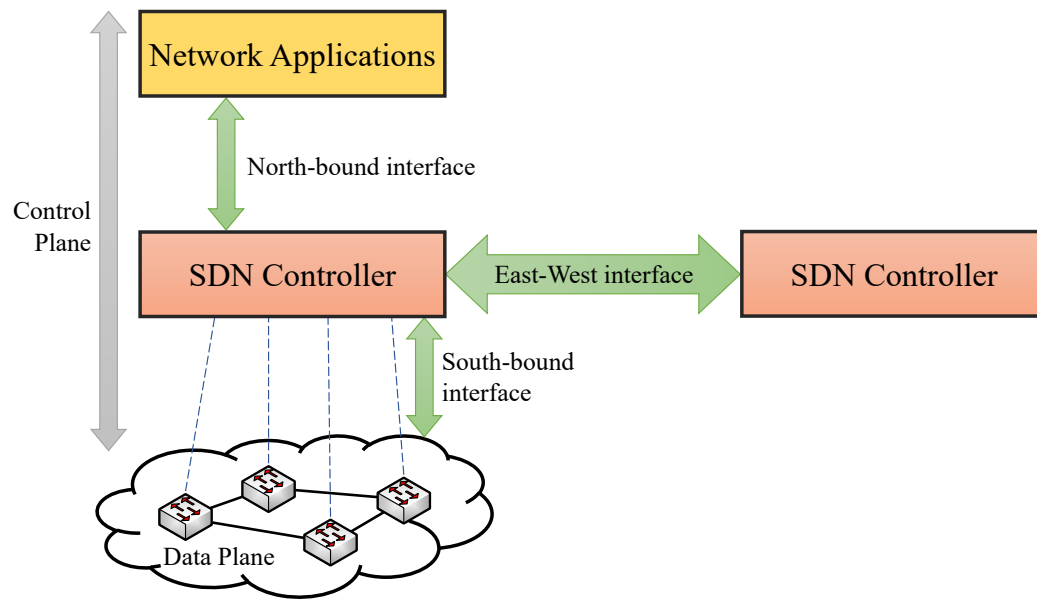 Network Applications
North-bound interface
Control
Plane
SDN Controller
East-West interface
SDN Controller
South-bound
interface
Data Plane